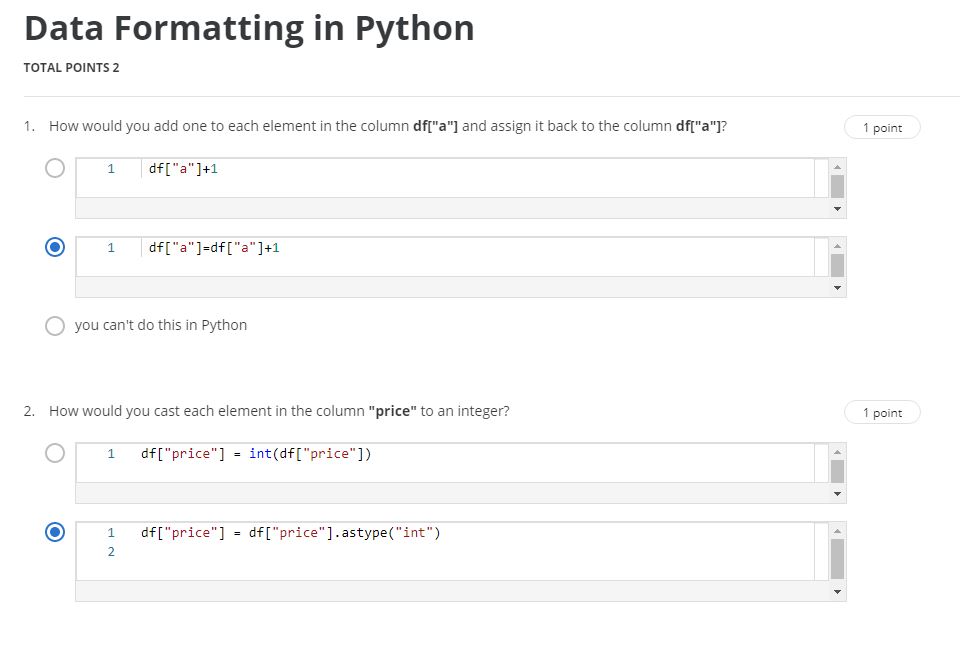 Data Formatting in Python
TOTAL POINTS 2
1. How would you add one to each element in the column df["a"] and assign it back to the column df["a"]?
1 point
1 df["a"]+1
1 df["a"]=df["a"]+1
you can't do this in Python
2. How would you cast each element in the column "price" to an integer?
1 point
1 df["price"] = int(df["price"])
1 df["price"] = df["price"].astype("int")
2